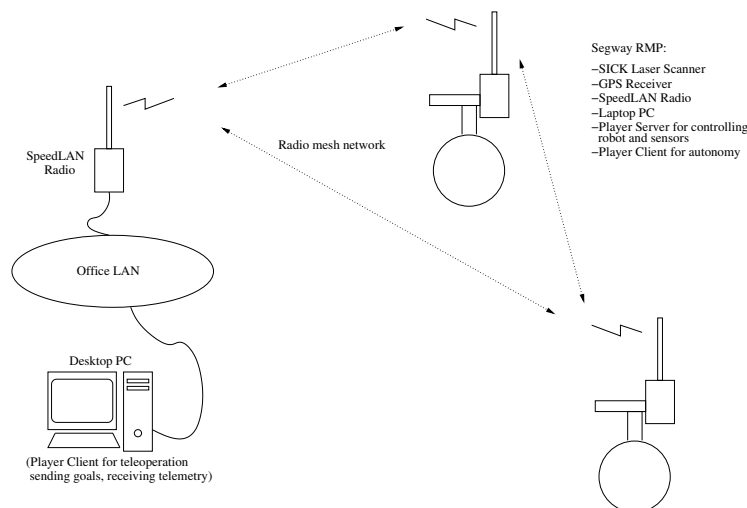 Segway RMP:
−SICK Laser Scanner
−GPS Receiver
−SpeedLAN Radio
−Laptop PC
−Player Server for controlling
robot and sensors
−Player Client for autonomy
Radio mesh network
SpeedLAN
Radio
Office LAN
Desktop PC
(Player Client for teleoperation
sending goals, receiving telemetry)